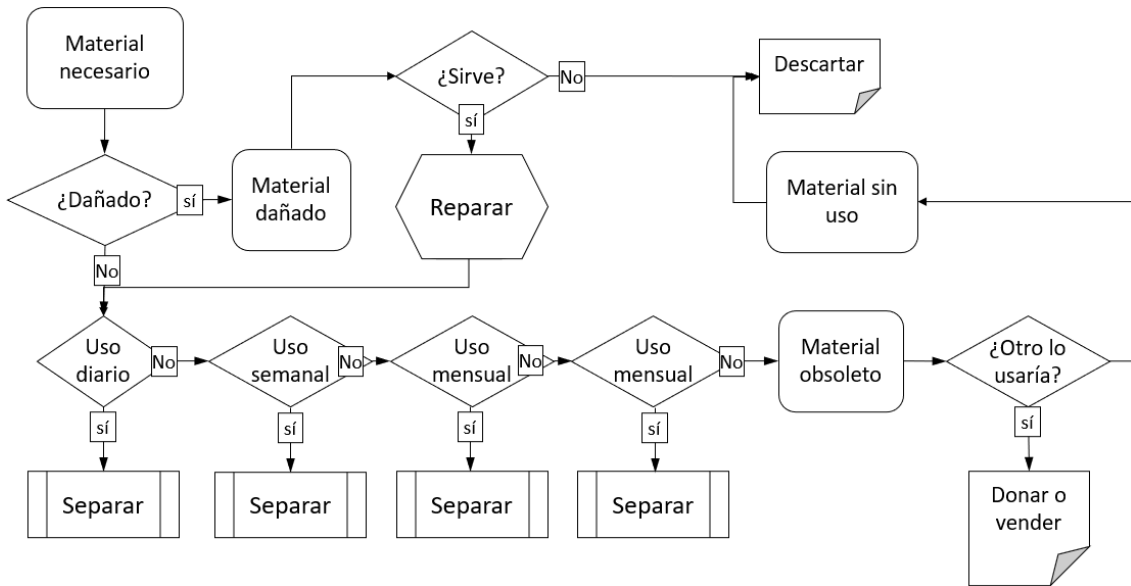 Material
necesario
¿Sirve?
No
Descartar
sí
¿Dañado?
sí
Material
dañado
Reparar
Material sin
uso
No
Uso
diario
No
Uso
semanal
No
Uso
mensual
No
Uso
mensual
No
Material
obsoleto
¿Otro lo
usaría?
sí
sí
sí
sí
sí
Separar
Separar
Separar
Separar
Donar o
vender